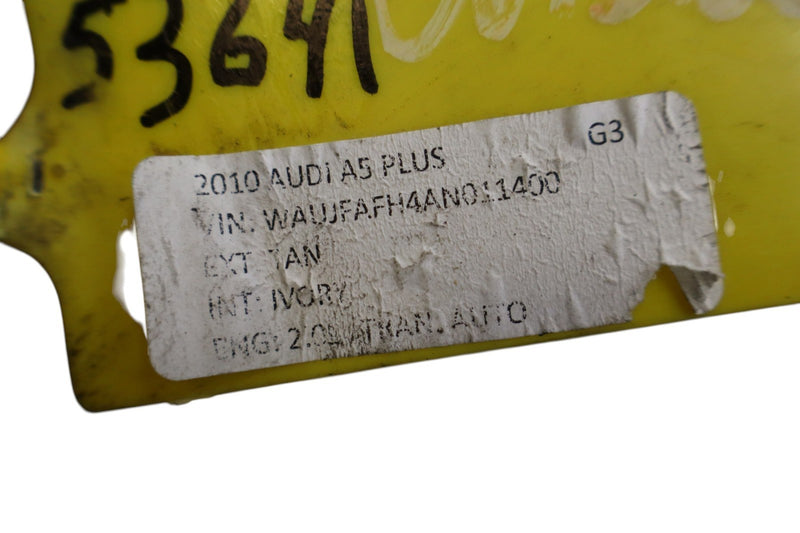 53641
2010 AUDI A5 PLUS G3
VIN: WAUJFAFH4AN011400
EXT: TAN
INT: IVORY
ENG: 2.0L TRAN. AUTO